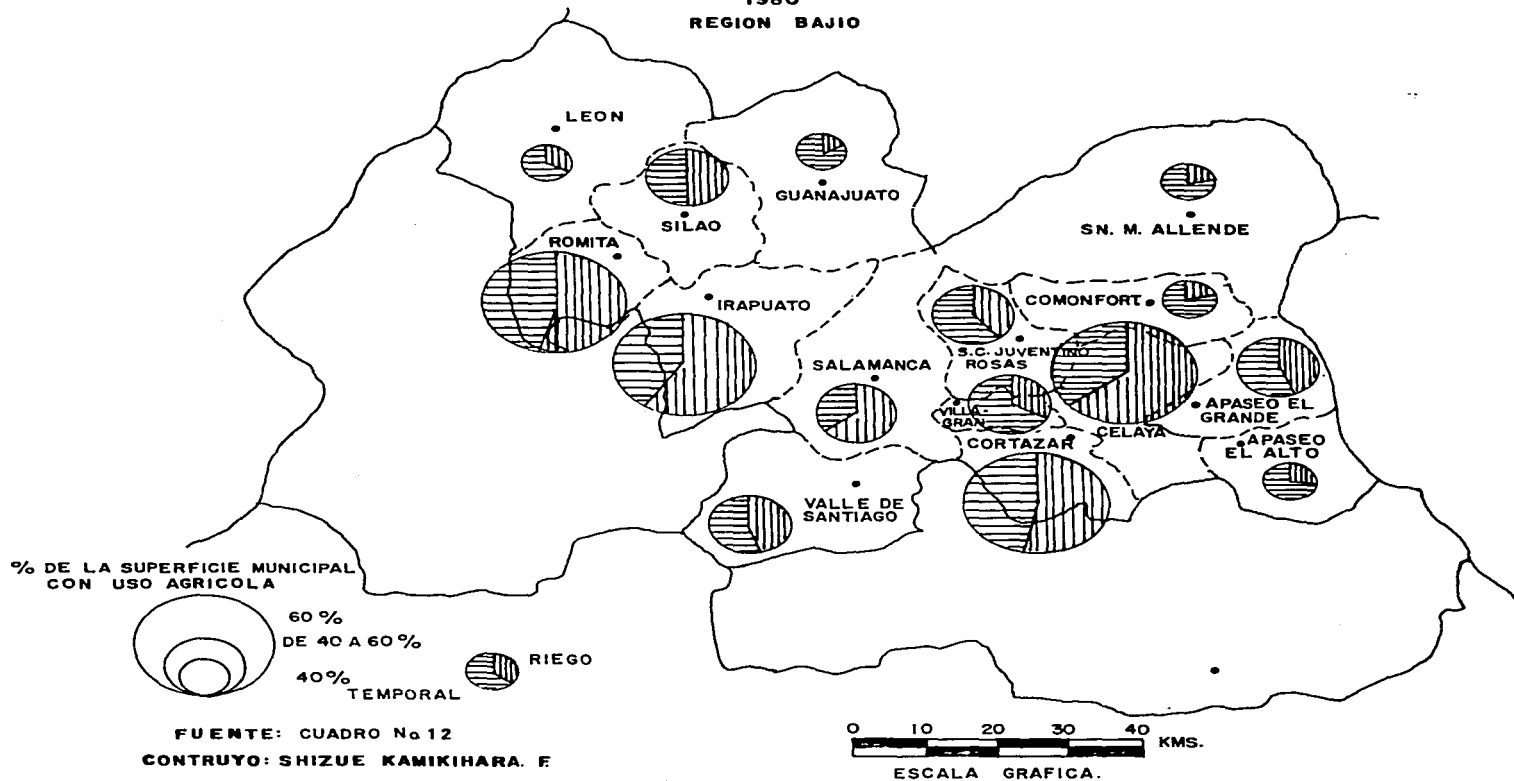 REGION BAJIO
LEON
GUANAJUATO
SILAO
SN. M. ALLENDE
ROMITA
IRAPUATO
COMONFORT
S.C. JUVENTINO
ROSAS
SALAMANCA
VILLA-
GRAN
APASEO EL
GRANDE
CELAYA
CORTAZAR
APASEO
EL ALTO
VALLE DE
SANTIAGO
% DE LA SUPERFICIE MUNICIPAL
CON USO AGRICOLA
60%
DE 40 A 60%
40%
RIEGO
TEMPORAL
FUENTE: CUADRO No 12
CONTRUYO: SHIZUE KAMIKIHARA. F.
0 10 20 30 40 KMS.
ESCALA GRAFICA.